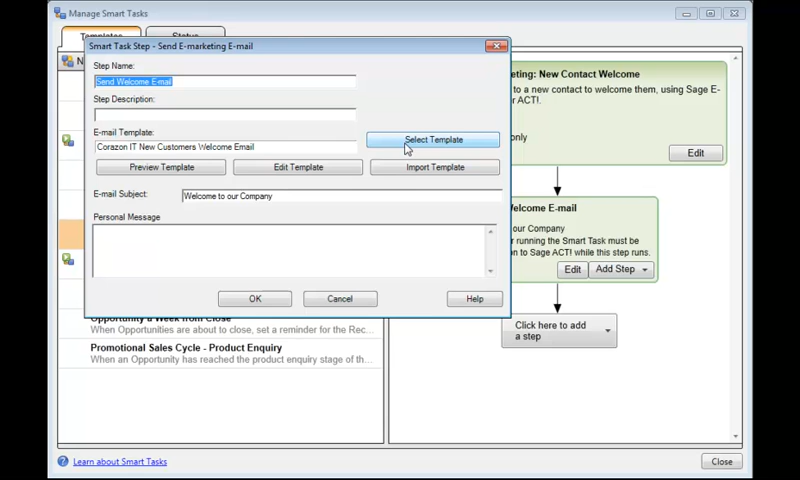 Manage Smart Tasks
Templates
Status
Smart Task Step - Send E-marketing E-mail
Step Name:
Send Welcome E-mail
Step Description:
E-mail Template:
Corazon IT New Customers Welcome Email
Select Template
Preview Template
Edit Template
Import Template
E-mail Subject:
Welcome to our Company
Personal Message
OK
Cancel
Help
N
eting: New Contact Welcome
to a new contact to welcome them, using Sage E-
or ACT!.
only
Edit
Welcome E-mail
our Company
r running the Smart Task must be
on to Sage ACT! while this step runs.
Edit
Add Step
Click here to add
a step
Opportunity a Week from Close
When Opportunities are about to close, set a reminder for the Rec...
Promotional Sales Cycle - Product Enquiry
When an Opportunity has reached the product enquiry stage of th...
Learn about Smart Tasks
Close